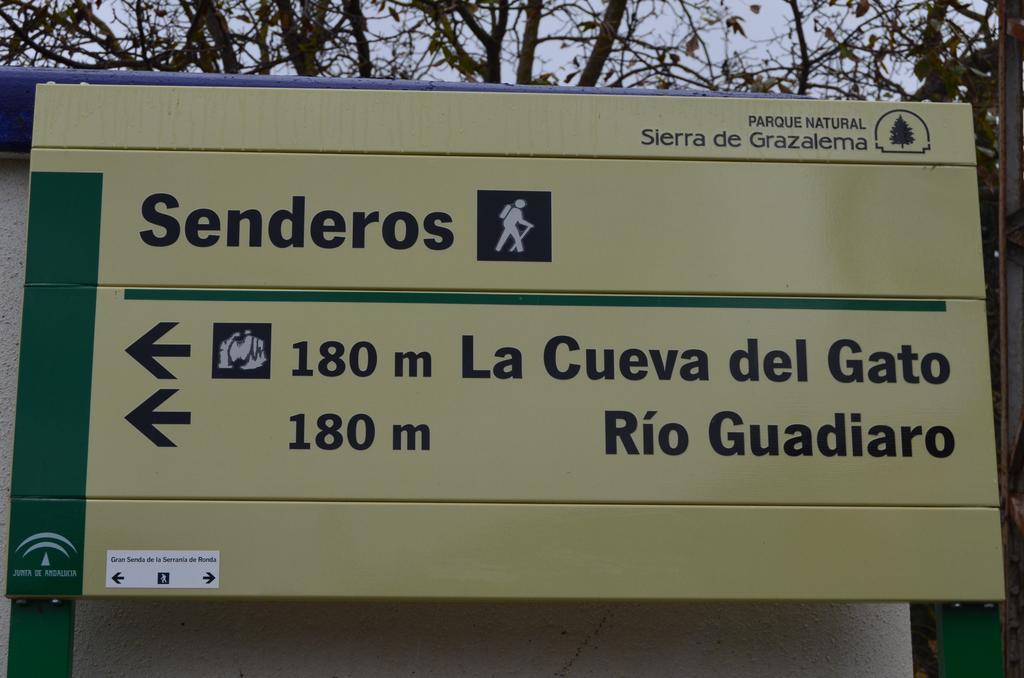 PARQUE NATURAL
Sierra de Grazalema
Senderos
180 m La Cueva del Gato
180 m Río Guadiaro
JUNTA DE ANDALUCIA
Gran Senda de la Serranía de Ronda